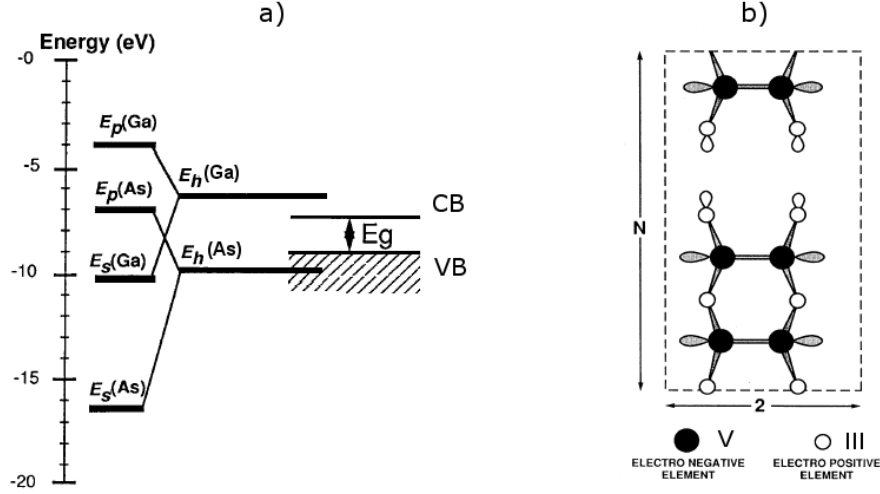 a)
b)
Energy (eV)
-0
-5
-10
-15
-20
Ep(Ga)
Ep(As)
Es(Ga)
Es(As)
Eh(Ga)
Eh(As)
CB
Eg
VB
N
2
V
III
ELECTRO NEGATIVE
ELEMENT
ELECTRO POSITIVE
ELEMENT